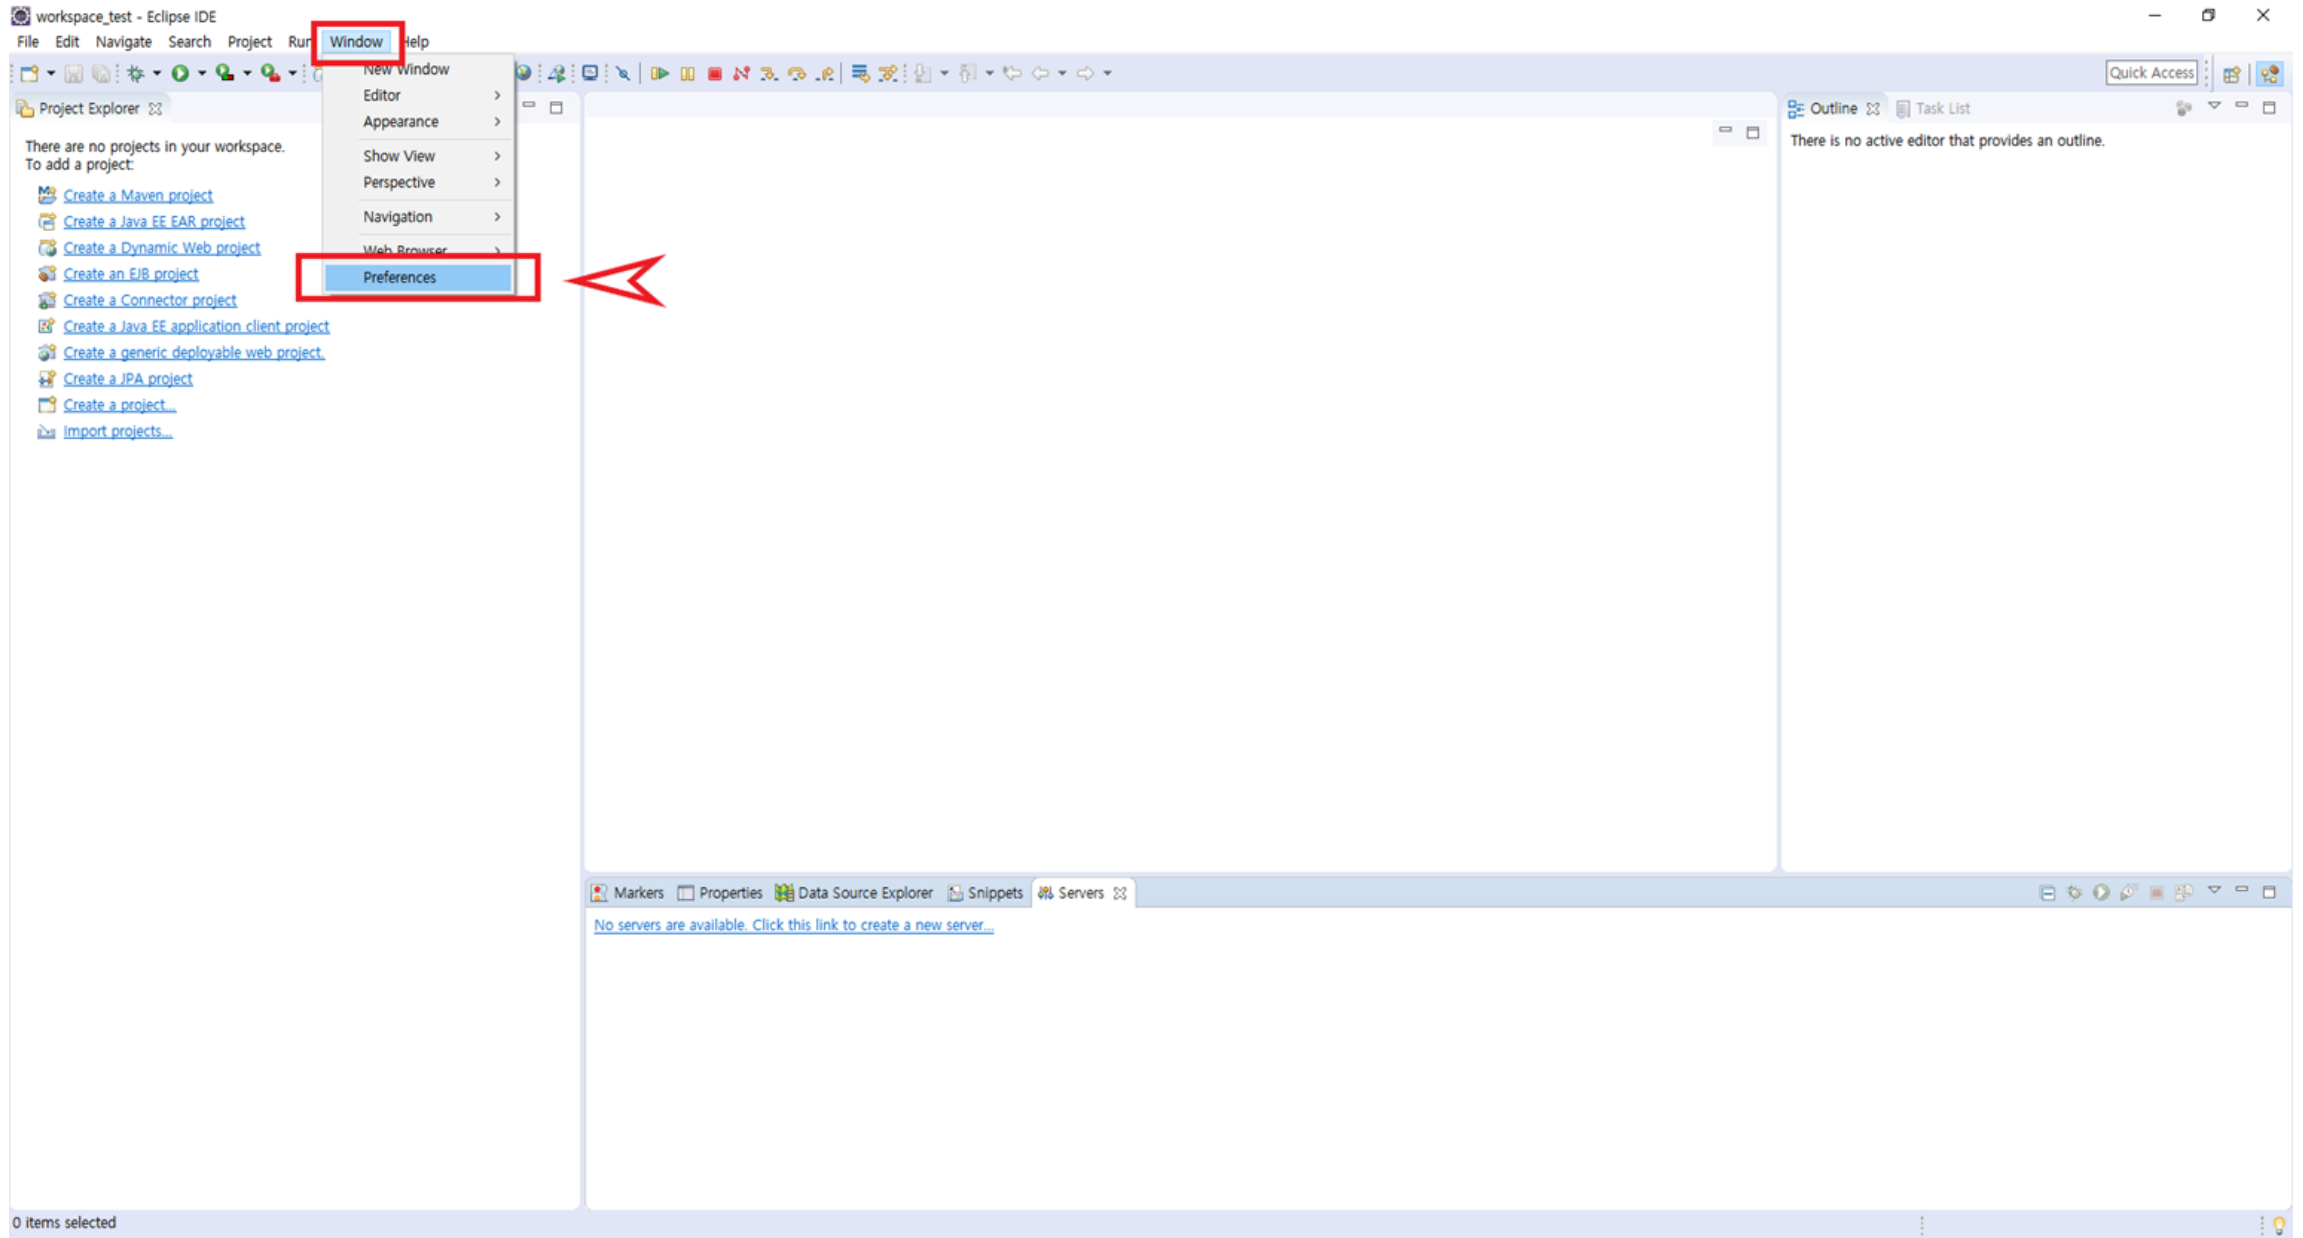 workspace_test - Eclipse IDE
File Edit Navigate Search Project Run Window Help
Quick Access
New Window
Editor
Appearance
Show View
Perspective
Navigation
Web Browser
Preferences
Project Explorer
There are no projects in your workspace.
To add a project:
Create a Maven project
Create a Java EE EAR project
Create a Dynamic Web project
Create an EJB project
Create a Connector project
Create a Java EE application client project
Create a generic deployable web project.
Create a JPA project
Create a project...
Import projects...
Outline Task List
There is no active editor that provides an outline.
Markers Properties Data Source Explorer Snippets Servers
No servers are available. Click this link to create a new server...
0 items selected